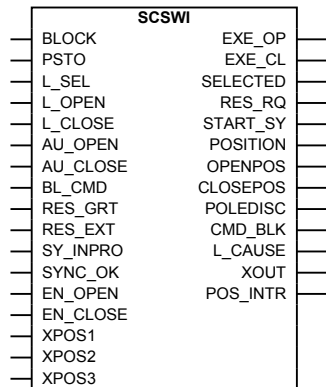 SCSWI
BLOCK EXE_OP
PSTO EXE_CL
L_SEL SELECTED
L_OPEN RES_RQ
L_CLOSE START_SY
AU_OPEN POSITION
AU_CLOSE OPENPOS
BL_CMD CLOSEPOS
RES_GRT POLEDISC
RES_EXT CMD_BLK
SY_INPRO L_CAUSE
SYNC_OK XOUT
EN_OPEN POS_INTR
EN_CLOSE
XPOS1
XPOS2
XPOS3